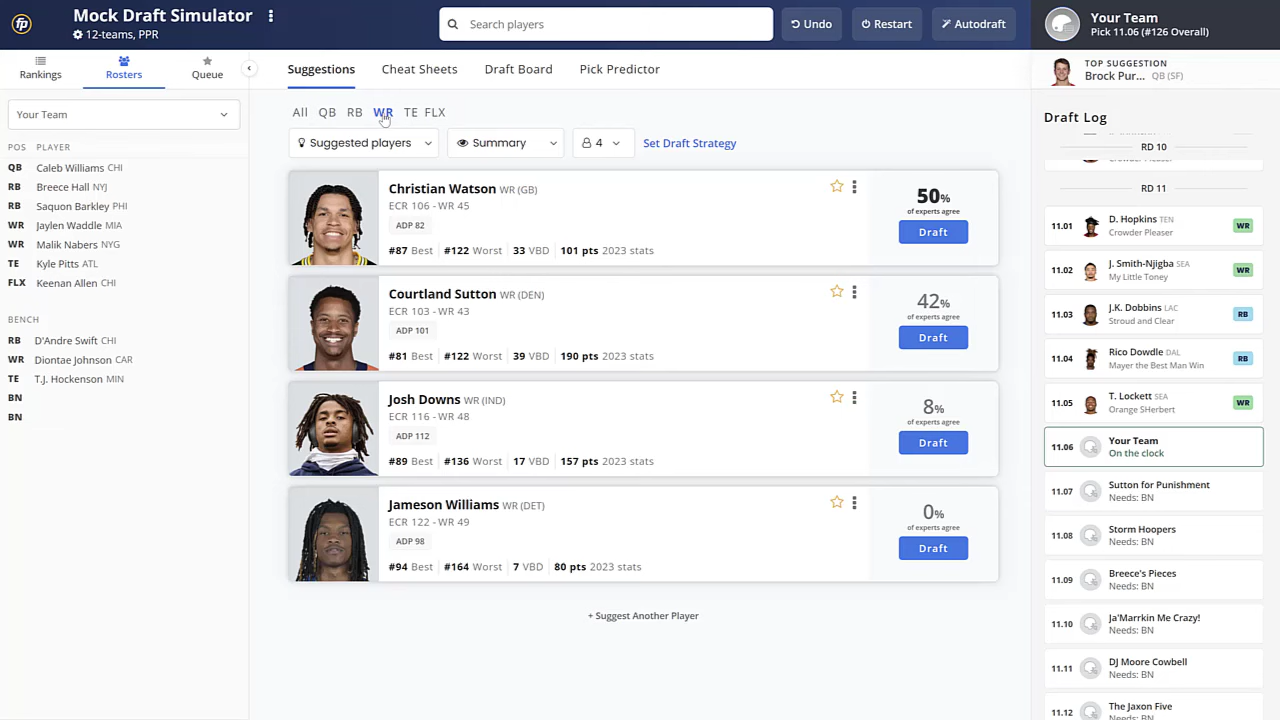 fp
Mock Draft Simulator
12-teams, PPR
Search players
Undo
Restart
Autodraft
Your Team
Pick 11.06 (#126 Overall)
Rankings
Rosters
Queue
Suggestions
Cheat Sheets
Draft Board
Pick Predictor
TOP SUGGESTION
Brock Pur... QB (SF)
Your Team
POS PLAYER
QB Caleb Williams CHI
RB Breece Hall NYJ
RB Saquon Barkley PHI
WR Jaylen Waddle MIA
WR Malik Nabers NYG
TE Kyle Pitts ATL
FLX Keenan Allen CHI
BENCH
RB D'Andre Swift CHI
WR Diontae Johnson CAR
TE T.J. Hockenson MIN
BN
BN
All QB RB WR TE FLX
Suggested players
Summary
4
Set Draft Strategy
Christian Watson WR (GB)
ECR 106 - WR 45
ADP 82
#87 Best #122 Worst 33 VBD 101 pts 2023 stats
50%
of experts agree
Draft
Courtland Sutton WR (DEN)
ECR 103 - WR 43
ADP 101
#81 Best #122 Worst 39 VBD 190 pts 2023 stats
42%
of experts agree
Draft
Josh Downs WR (IND)
ECR 116 - WR 48
ADP 112
#89 Best #136 Worst 17 VBD 157 pts 2023 stats
8%
of experts agree
Draft
Jameson Williams WR (DET)
ECR 122 - WR 49
ADP 98
#94 Best #164 Worst 7 VBD 80 pts 2023 stats
0%
of experts agree
Draft
+ Suggest Another Player
Draft Log
RD 10
Crowder Pleaser
RD 11
11.01 D. Hopkins TEN WR
Crowder Pleaser
11.02 J. Smith-Njigba SEA WR
My Little Toney
11.03 J.K. Dobbins LAC RB
Stroud and Clear
11.04 Rico Dowdle DAL RB
Mayer the Best Man Win
11.05 T. Lockett SEA WR
Orange SHerbert
11.06 Your Team
On the clock
11.07 Sutton for Punishment
Needs: BN
11.08 Storm Hoopers
Needs: BN
11.09 Breece's Pieces
Needs: BN
11.10 Ja'Marrkin Me Crazy!
Needs: BN
11.11 DJ Moore Cowbell
Needs: BN
11.12 The Jaxon Five